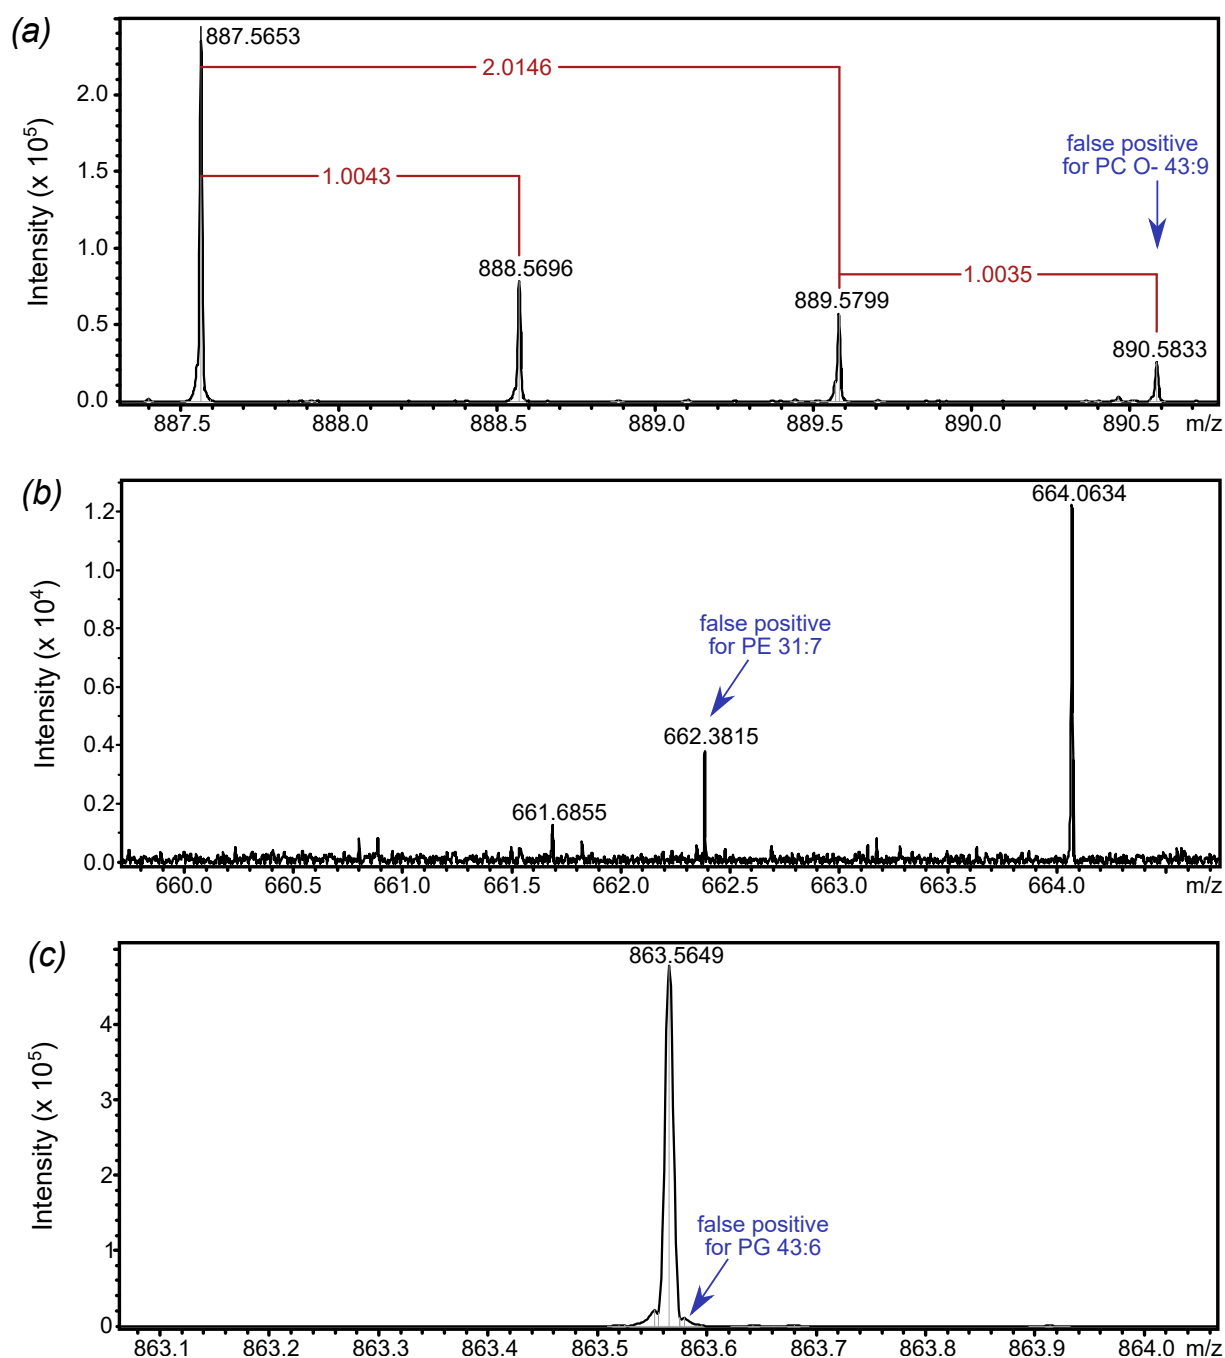 (a)
Intensity (x 10⁵)
2.0
1.5
1.0
0.5
0.0
887.5653
2.0146
1.0043
888.5696
889.5799
1.0035
890.5833
false positive
for PC O- 43:9
887.5 888.0 888.5 889.0 889.5 890.0 890.5 m/z
(b)
Intensity (x 10⁴)
1.2
1.0
0.8
0.6
0.4
0.2
0.0
664.0634
false positive
for PE 31:7
662.3815
661.6855
660.0 660.5 661.0 661.5 662.0 662.5 663.0 663.5 664.0 m/z
(c)
Intensity (x 10⁵)
4
3
2
1
0
863.5649
false positive
for PG 43:6
863.1 863.2 863.3 863.4 863.5 863.6 863.7 863.8 863.9 864.0 m/z